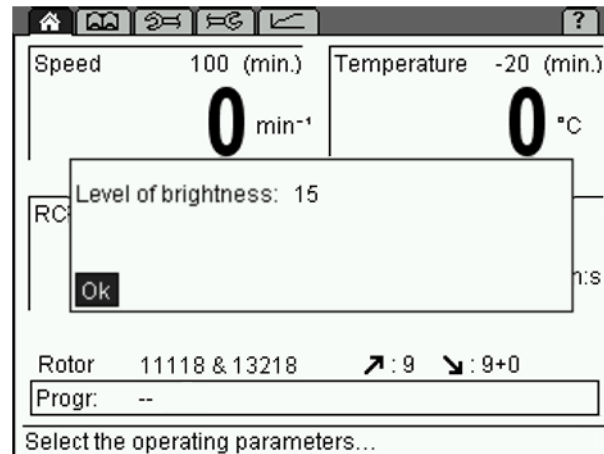 ?
Speed 100 (min.)
Temperature -20 (min.)
0 min⁻¹
0 °C
RC
Level of brightness: 15
Ok
n:s
Rotor 11118 & 13218 ↗ : 9 ↘ : 9+0
Progr: --
Select the operating parameters...